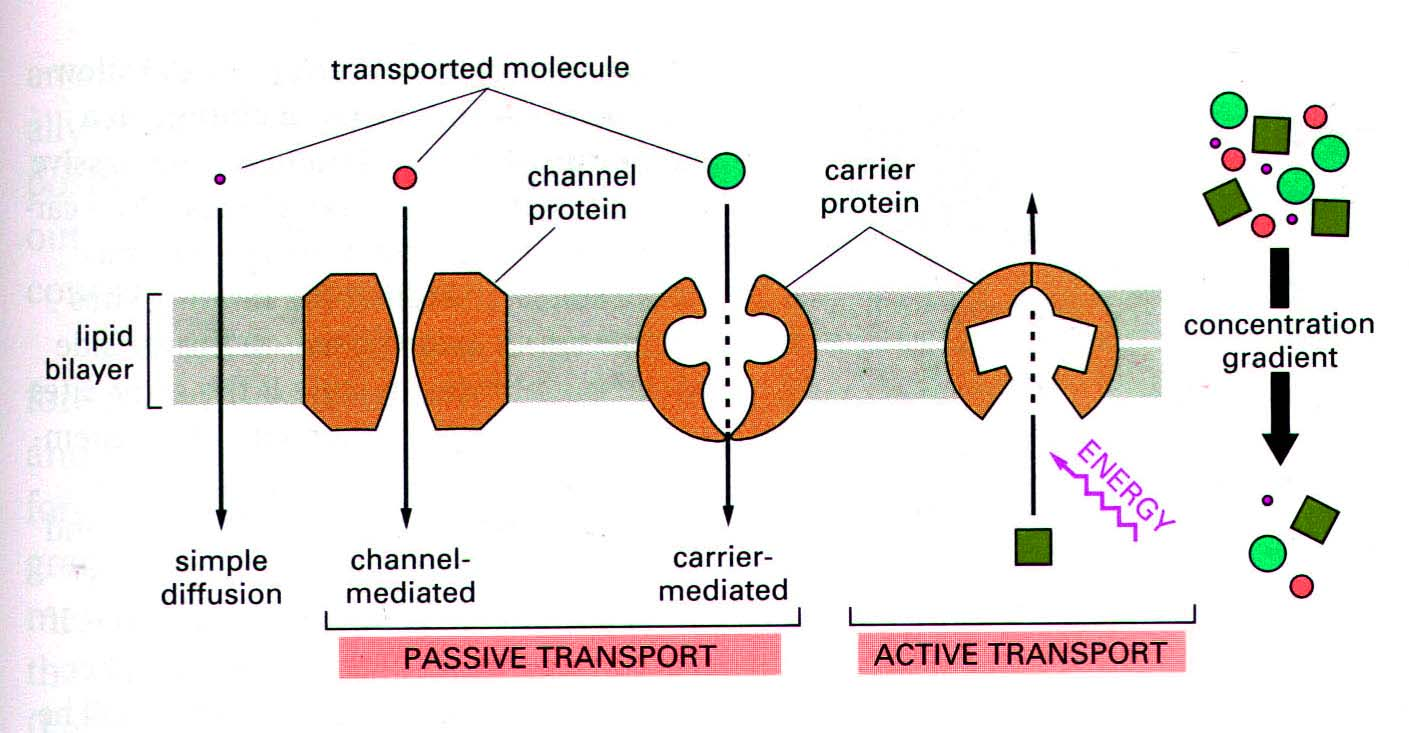 transported molecule
channel
protein
carrier
protein
lipid
bilayer
concentration
gradient
ENERGY
simple
diffusion
channel-
mediated
carrier-
mediated
PASSIVE TRANSPORT
ACTIVE TRANSPORT